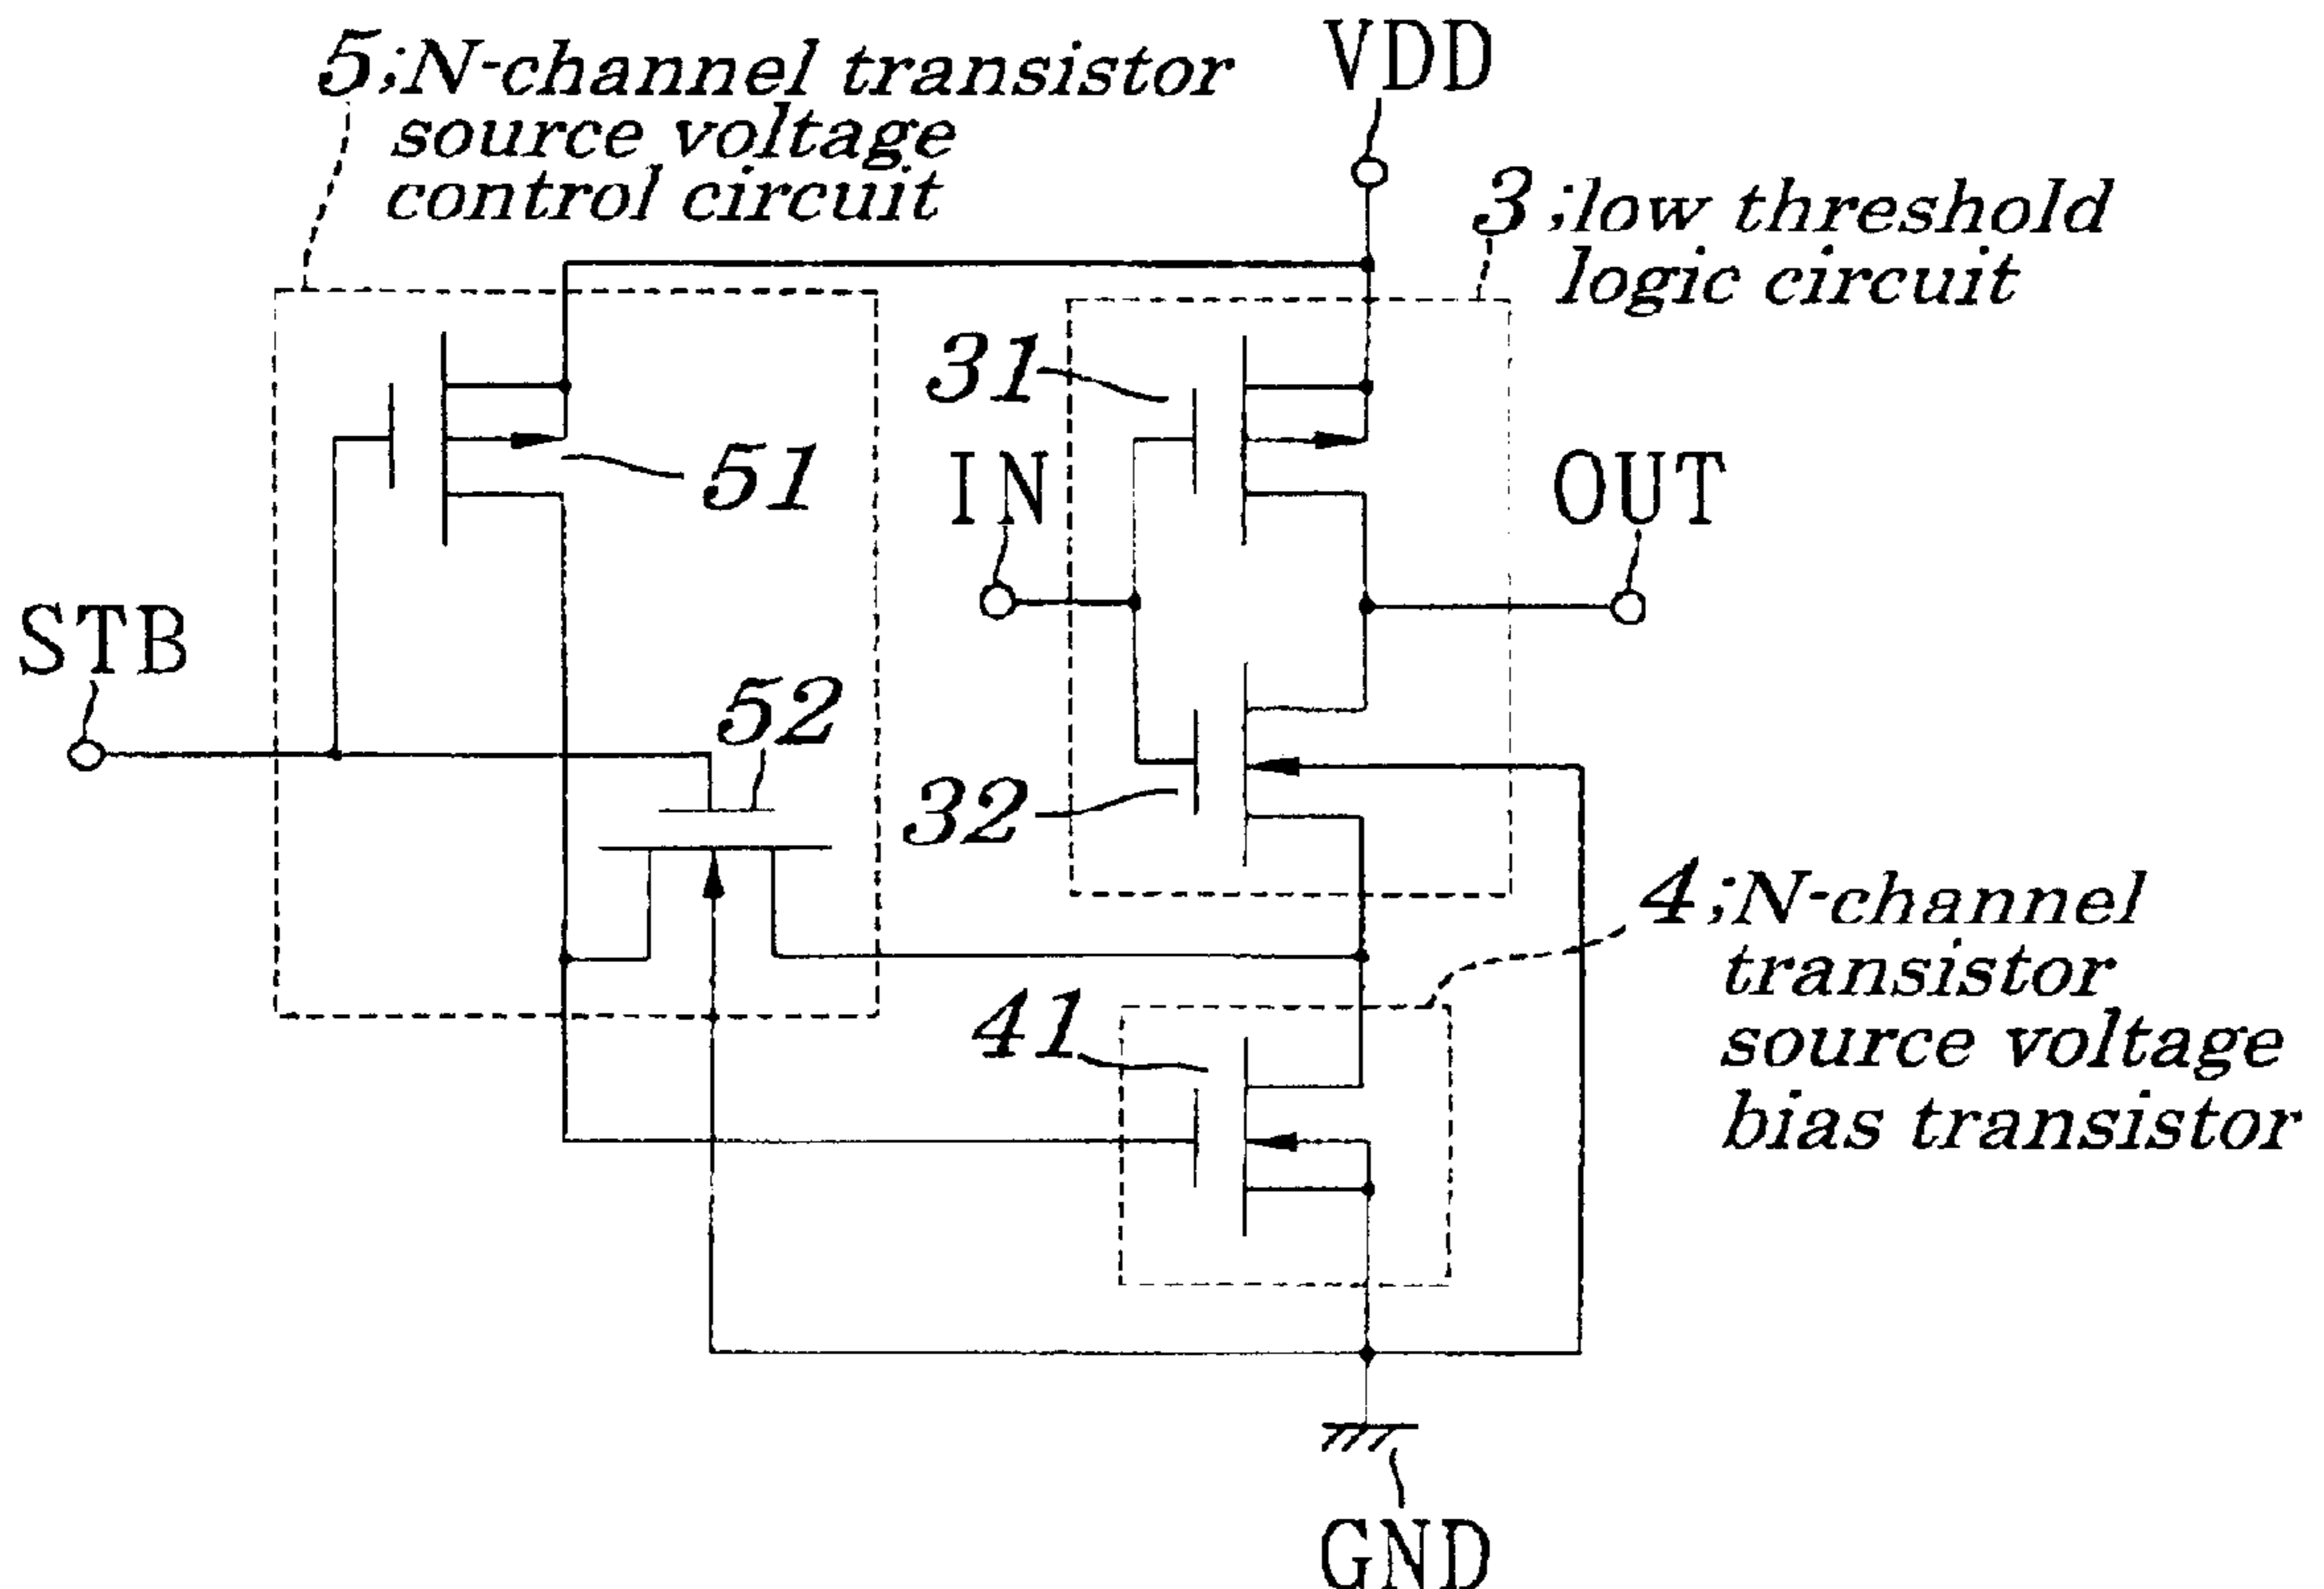 5;N-channel transistor
source voltage
control circuit
VDD
3;low threshold
logic circuit
31
51
IN
OUT
STB
52
32
4;N-channel
transistor
source voltage
bias transistor
41
GND